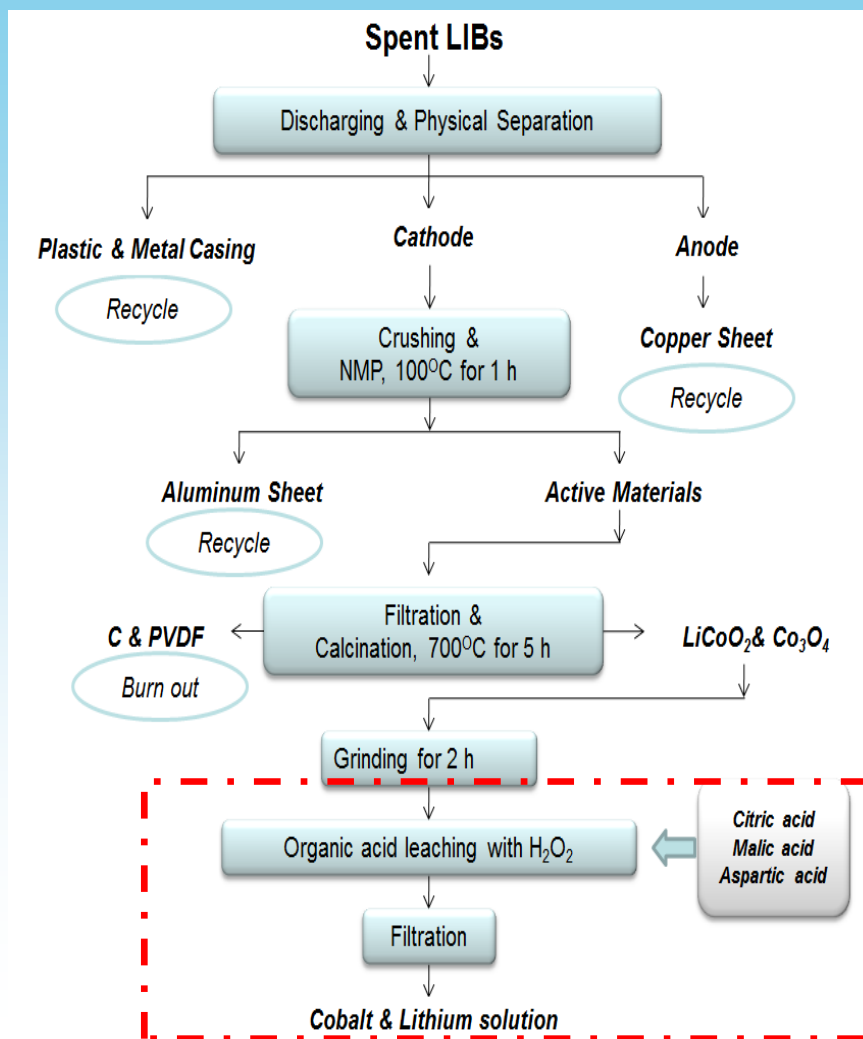 Spent LIBs
Discharging & Physical Separation
Plastic & Metal Casing
Recycle
Cathode
Anode
Crushing &
NMP, 100⁰C for 1 h
Copper Sheet
Recycle
Aluminum Sheet
Recycle
Active Materials
C & PVDF
Burn out
Filtration &
Calcination, 700⁰C for 5 h
LiCoO₂& Co₃O₄
Grinding for 2 h
Organic acid leaching with H₂O₂
Citric acid
Malic acid
Aspartic acid
Filtration
Cobalt & Lithium solution